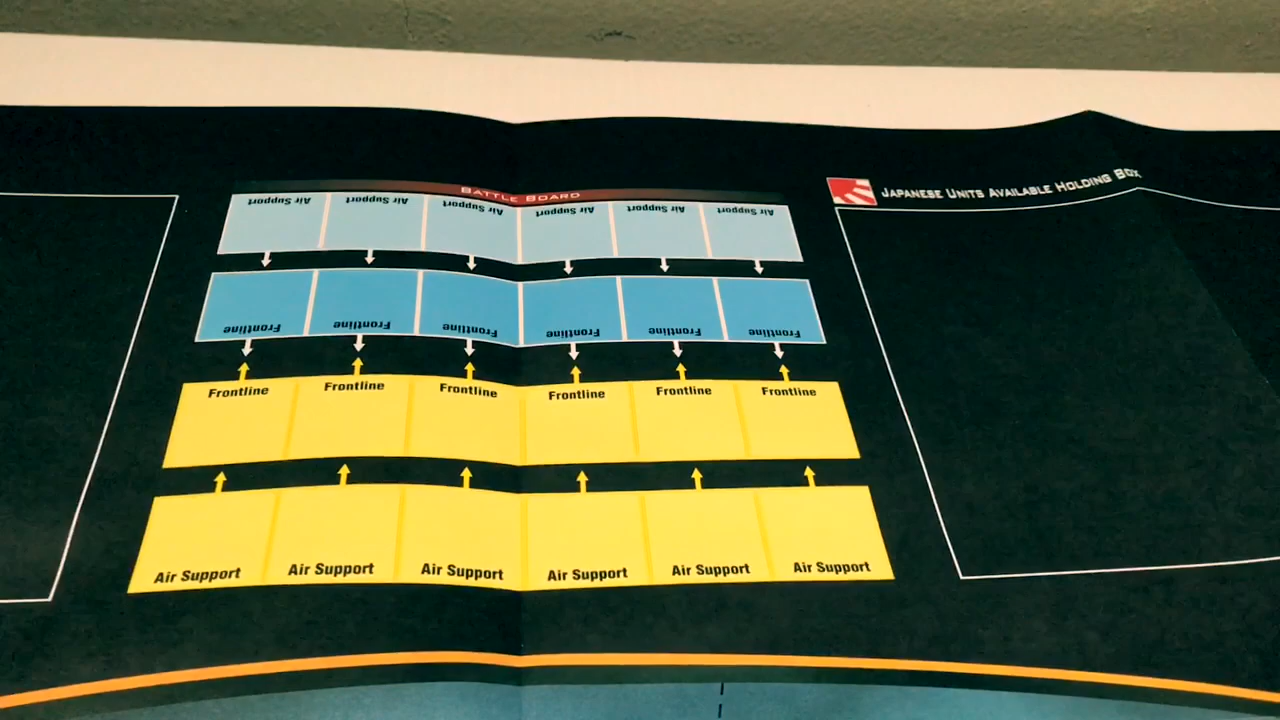 BATTLE BOARD
JAPANESE UNITS AVAILABLE HOLDING BOX
Air Support Air Support Air Support Air Support Air Support Air Support
Frontline Frontline Frontline Frontline Frontline Frontline
Frontline Frontline Frontline Frontline Frontline Frontline
Air Support Air Support Air Support Air Support Air Support Air Support